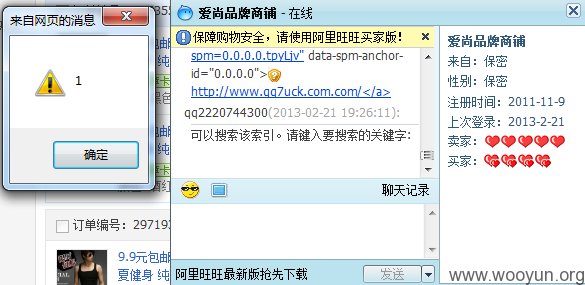 来自网页的消息
1
确定
订单编号：297193
9.9元包邮
夏健身 纯
爱尚品牌商铺 - 在线
保障购物安全，请使用阿里旺旺买家版！
spm=0.0.0.0.tpyLjv" data-spm-anchor-
id="0.0.0.0">
http://www.qq7uck.com.com/</a>
qq2220744300(2013-02-21 19:26:11):
可以搜索该索引。请键入要搜索的关键字：
聊天记录
阿里旺旺最新版抢先下载
发送
爱尚品牌商铺
来自：保密
性别：保密
注册时间：2011-11-9
上次登录：2013-2-21
卖家：
买家：
www.wooyun.org